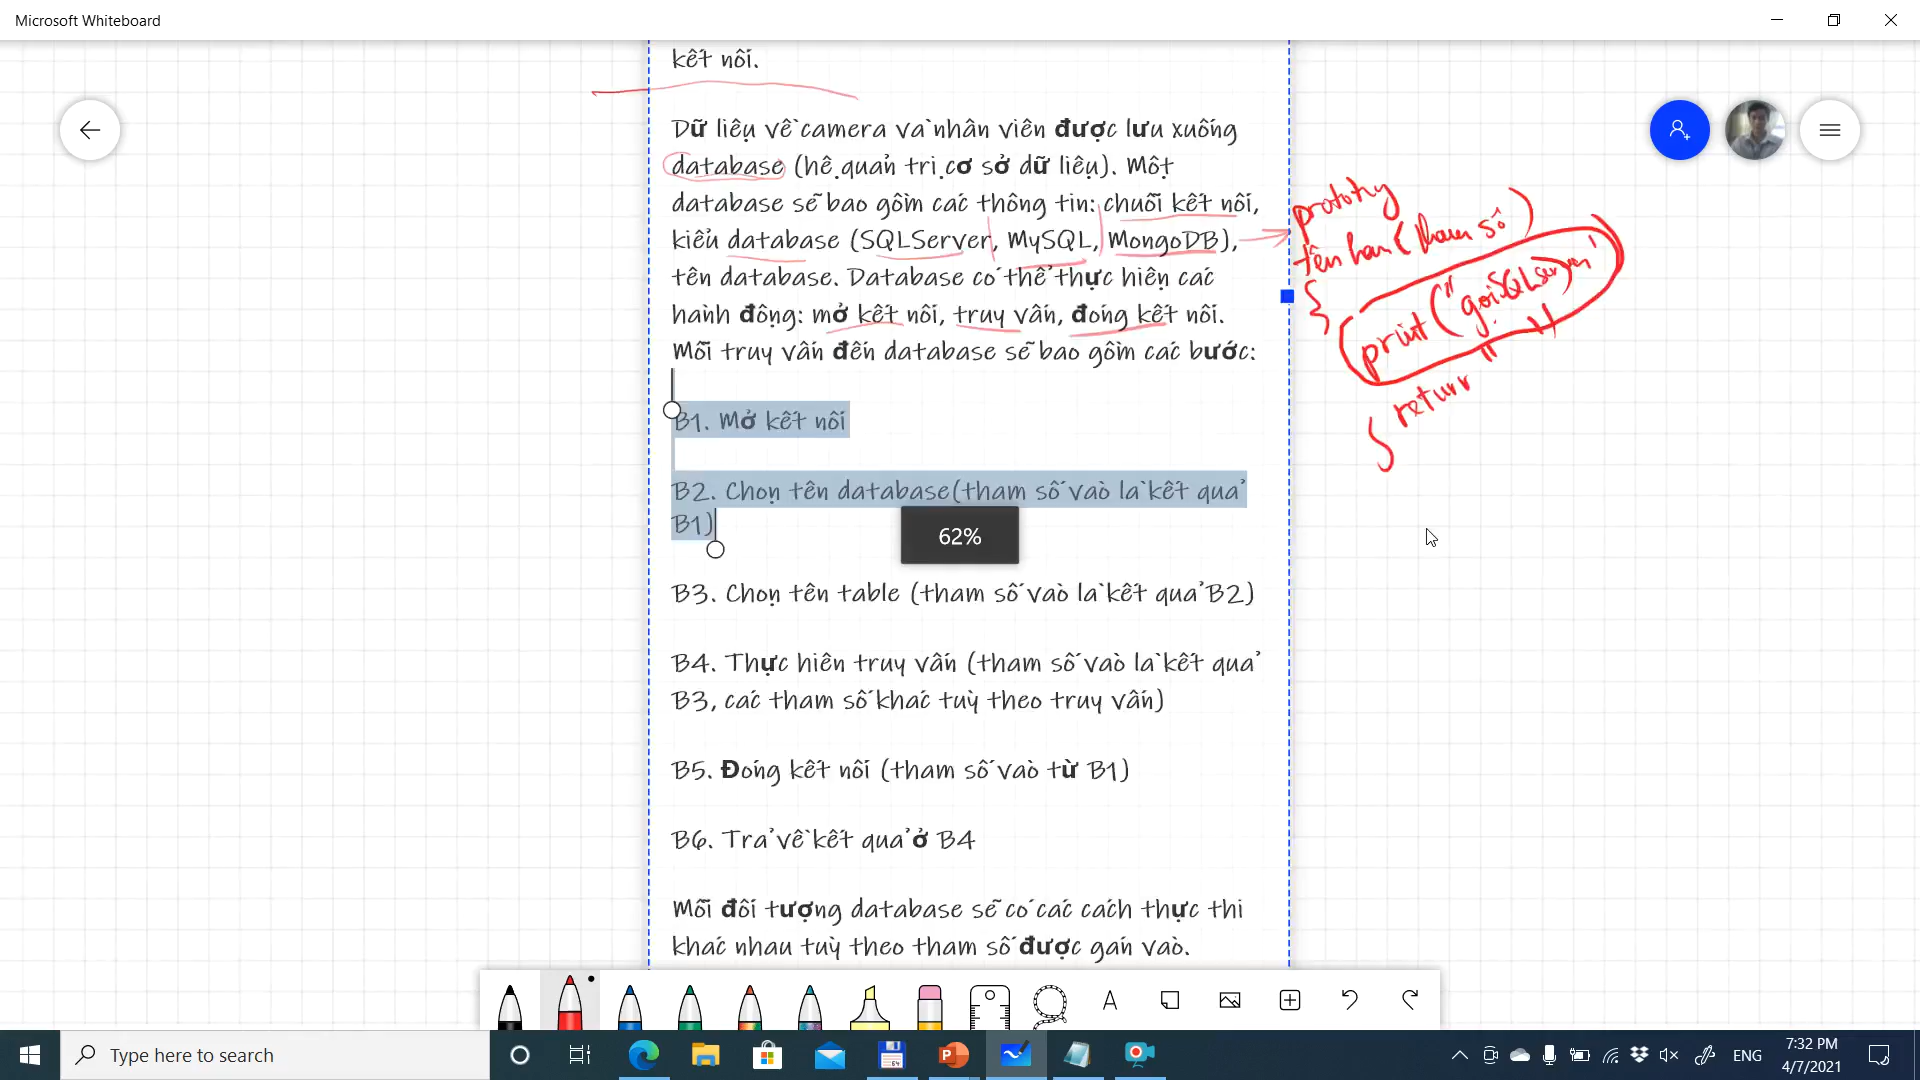 Microsoft Whiteboard
kết nối.
Dữ liệu về camera và nhân viên được lưu xuống
database (hệ quản trị cơ sở dữ liệu). Một
database sẽ bao gồm các thông tin: chuỗi kết nối,
kiểu database (SQLServer, MySQL, MongoDB),
tên database. Database có thể thực hiện các
hành động: mở kết nối, truy vấn, đóng kết nối.
Mỗi truy vấn đến database sẽ bao gồm các bước:
B1. Mở kết nối
B2. Chọn tên database(tham số vào là kết quả
B1)
62%
B3. Chọn tên table (tham số vào là kết quả B2)
B4. Thực hiện truy vấn (tham số vào là kết quả
B3, các tham số khác tuỳ theo truy vấn)
B5. Đóng kết nối (tham số vào từ B1)
B6. Trả về kết quả ở B4
Mỗi đối tượng database sẽ có các cách thực thi
khác nhau tuỳ theo tham số được gán vào.
tên hàm (tham số)
{
print ("gọi SQLServer"
return " "
}
Type here to search
ENG
7:32 PM
4/7/2021